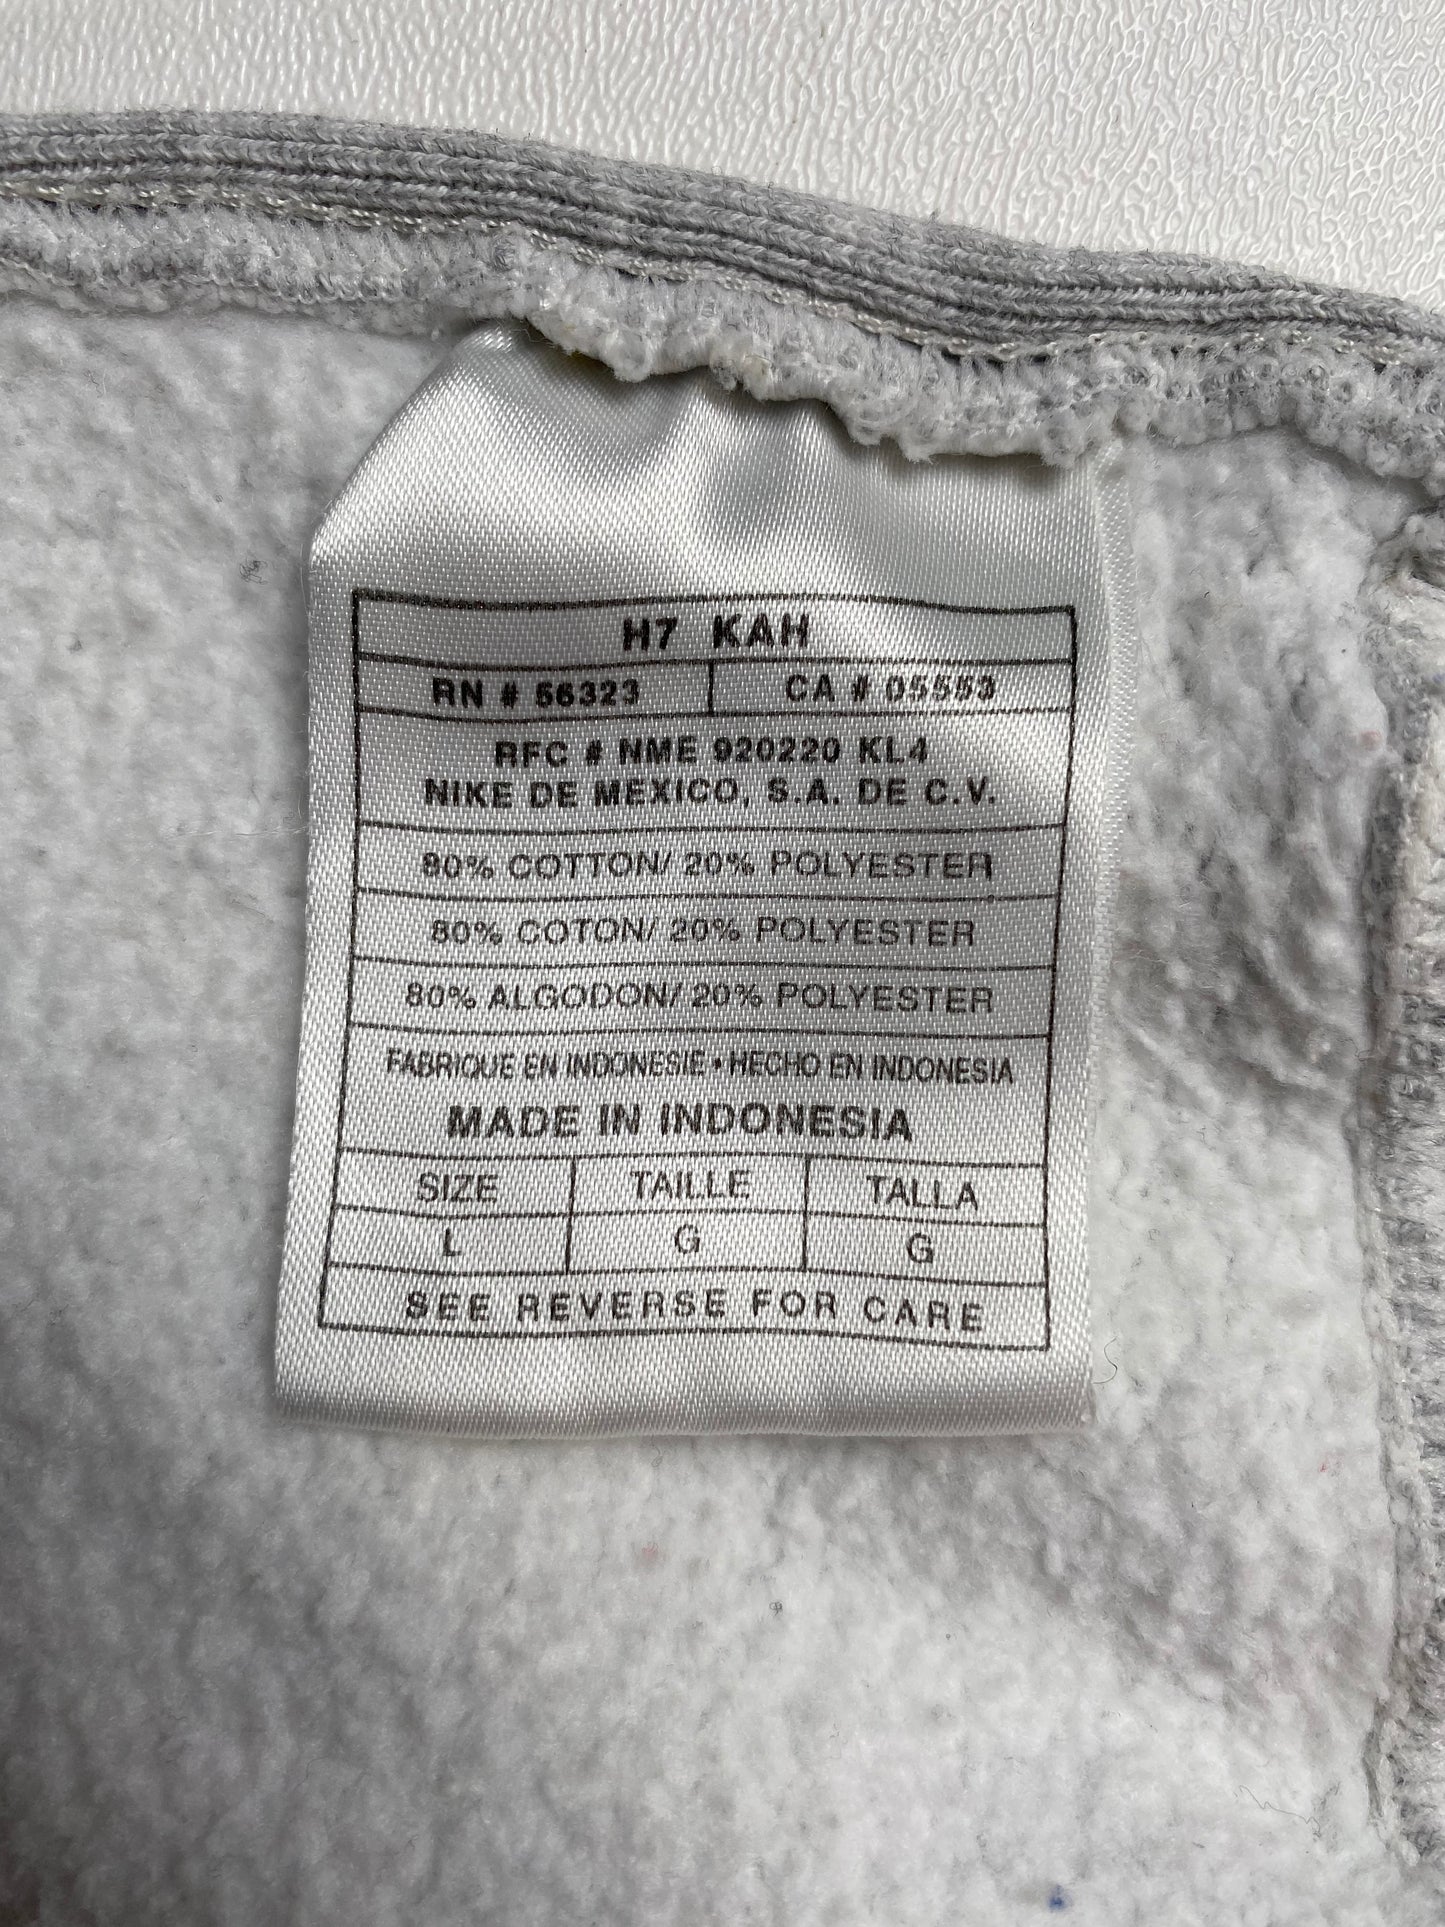 H7 KAH
RN # 56323 CA # 05553
RFC # NME 920220 KL4
NIKE DE MEXICO, S.A. DE C.V.
80% COTTON/ 20% POLYESTER
80% COTON/ 20% POLYESTER
80% ALGODON/ 20% POLYESTER
FABRIQUE EN INDONESIE • HECHO EN INDONESIA
MADE IN INDONESIA
SIZE TAILLE TALLA
L G G
SEE REVERSE FOR CARE